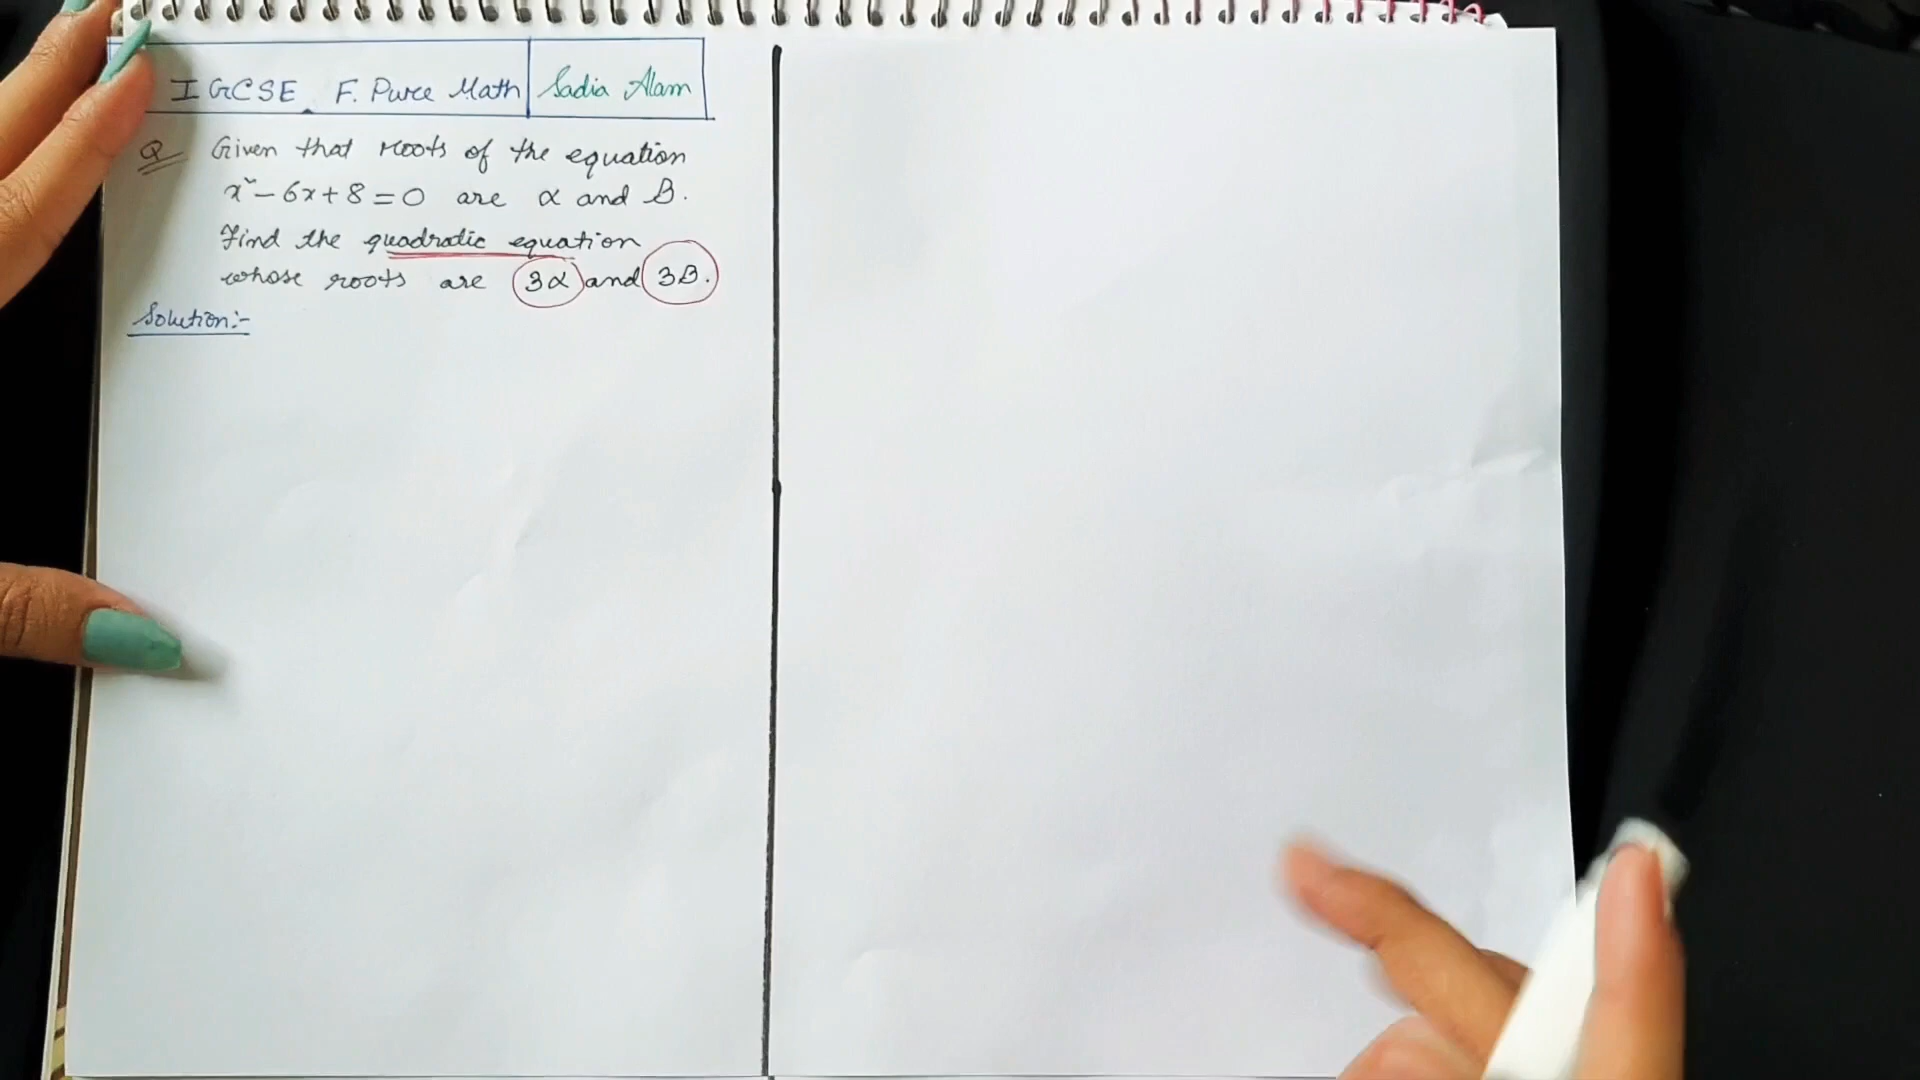 IGCSE F. Pure Math
Sadia Alam
Q Given that roots of the equation
x² - 6x + 8 = 0 are α and β.
Find the quadratic equation
whose roots are 3α and 3β.
Solution:-